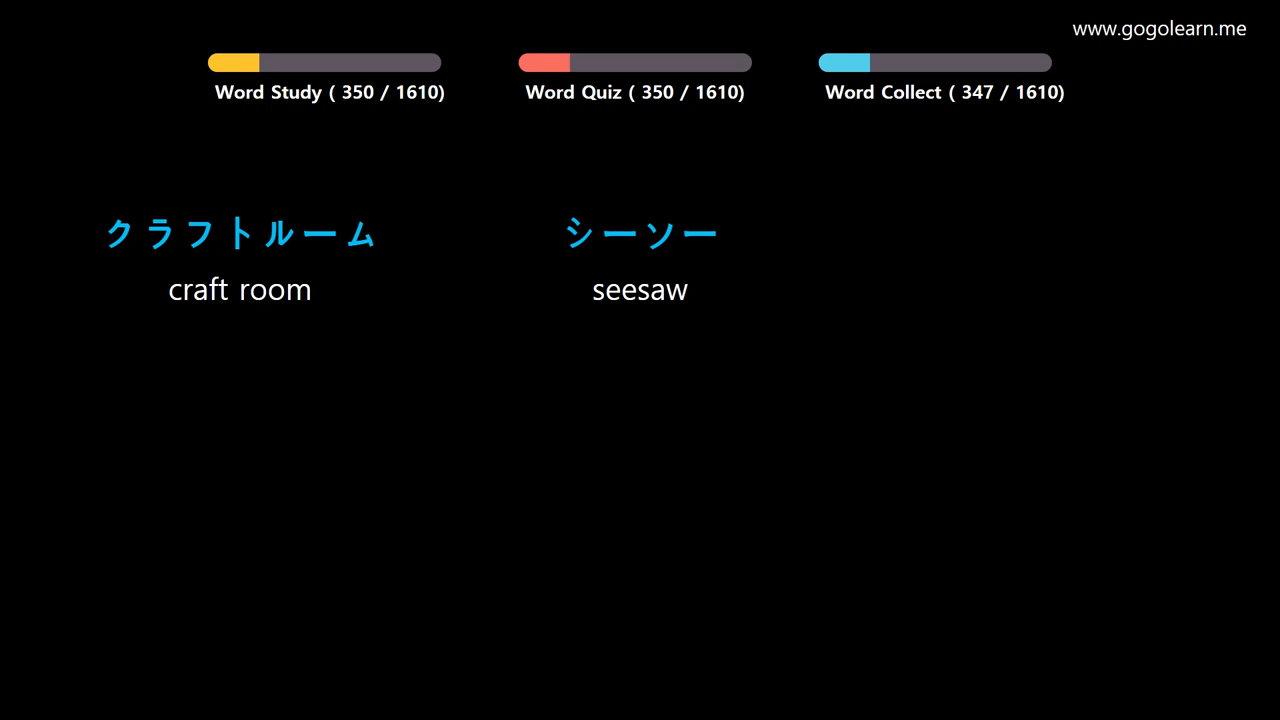 www.gogolearn.me
Word Study ( 350 / 1610)
Word Quiz ( 350 / 1610)
Word Collect ( 347 / 1610)
クラフトルーム
craft room
シーソー
seesaw